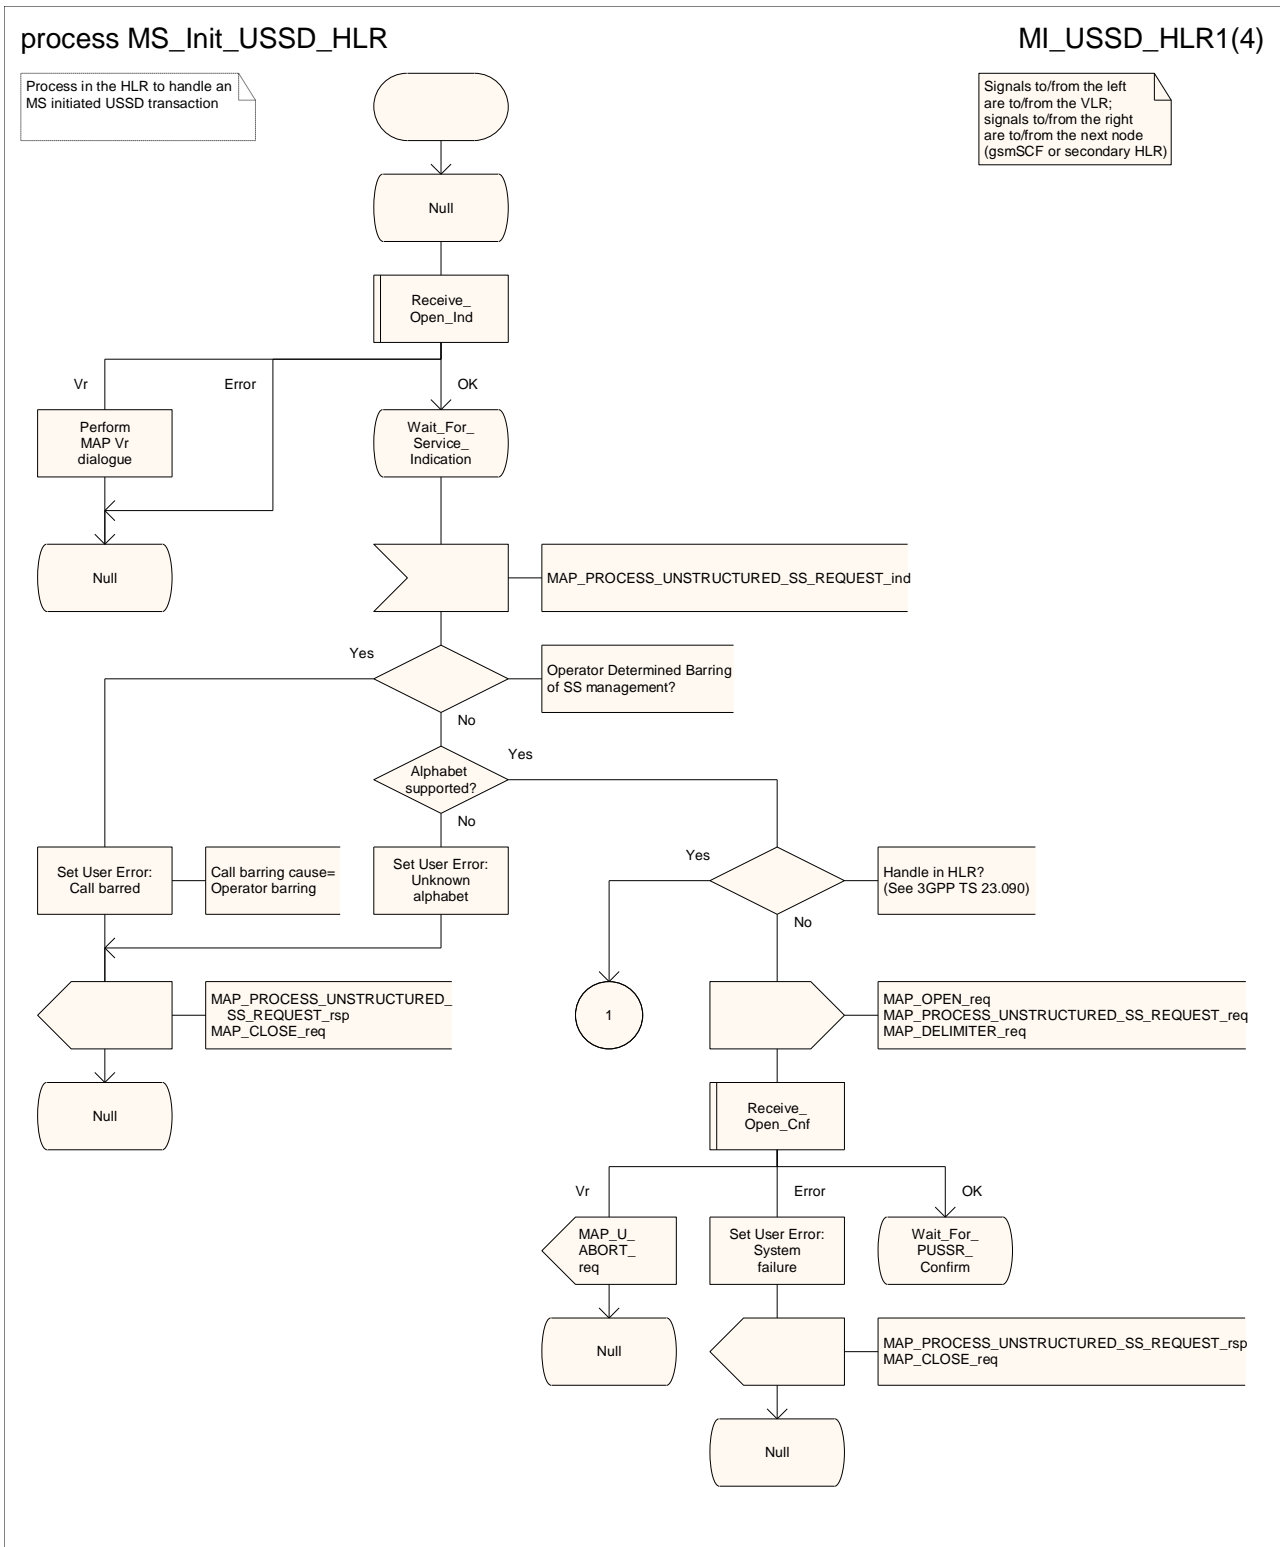 process MS_Init_USSD_HLR
MI_USSD_HLR1(4)
Process in the HLR to handle an
MS initiated USSD transaction
Signals to/from the left
are to/from the VLR;
signals to/from the right
are to/from the next node
(gsmSCF or secondary HLR)
Null
Receive_
Open_Ind
Vr
Error
OK
Perform
MAP Vr
dialogue
Wait_For_
Service_
Indication
Null
MAP_PROCESS_UNSTRUCTURED_SS_REQUEST_ind
Yes
Operator Determined Barring
of SS management?
No
Yes
Alphabet
supported?
No
Set User Error:
Call barred
Call barring cause=
Operator barring
Set User Error:
Unknown
alphabet
Yes
Handle in HLR?
(See 3GPP TS 23.090)
No
MAP_PROCESS_UNSTRUCTURED_
SS_REQUEST_rsp
MAP_CLOSE_req
1
MAP_OPEN_req
MAP_PROCESS_UNSTRUCTURED_SS_REQUEST_req
MAP_DELIMITER_req
Null
Receive_
Open_Cnf
Vr
Error
OK
MAP_U_
ABORT_
req
Set User Error:
System
failure
Wait_For_
PUSSR_
Confirm
Null
MAP_PROCESS_UNSTRUCTURED_SS_REQUEST_rsp
MAP_CLOSE_req
Null